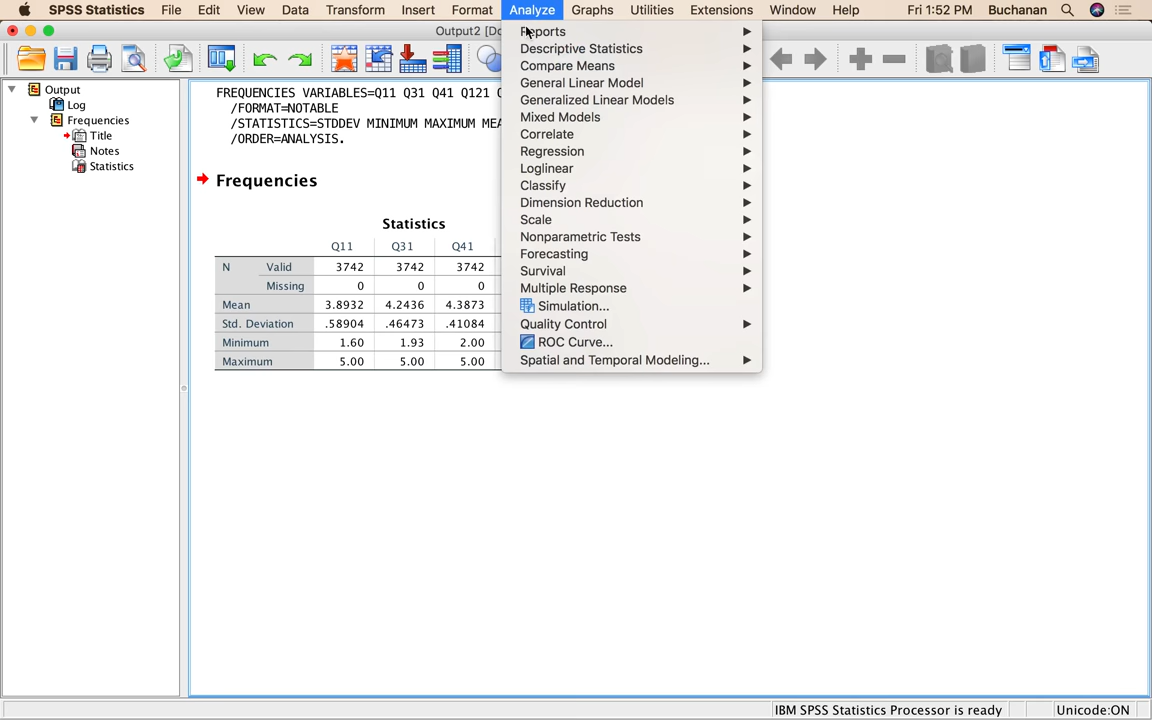 SPSS Statistics File Edit View Data Transform Insert Format Analyze Graphs Utilities Extensions Window Help Fri 1:52 PM Buchanan
Output2 [Do
Output
Log
Frequencies
Title
Notes
Statistics
FREQUENCIES VARIABLES=Q11 Q31 Q41 Q121
/FORMAT=NOTABLE
/STATISTICS=STDDEV MINIMUM MAXIMUM MEA
/ORDER=ANALYSIS.
Frequencies
Statistics
Q11 Q31 Q41
N Valid 3742 3742 3742
Missing 0 0 0
Mean 3.8932 4.2436 4.3873
Std. Deviation .58904 .46473 .41084
Minimum 1.60 1.93 2.00
Maximum 5.00 5.00 5.00
Reports
Descriptive Statistics
Compare Means
General Linear Model
Generalized Linear Models
Mixed Models
Correlate
Regression
Loglinear
Classify
Dimension Reduction
Scale
Nonparametric Tests
Forecasting
Survival
Multiple Response
Simulation...
Quality Control
ROC Curve...
Spatial and Temporal Modeling...
IBM SPSS Statistics Processor is ready Unicode:ON